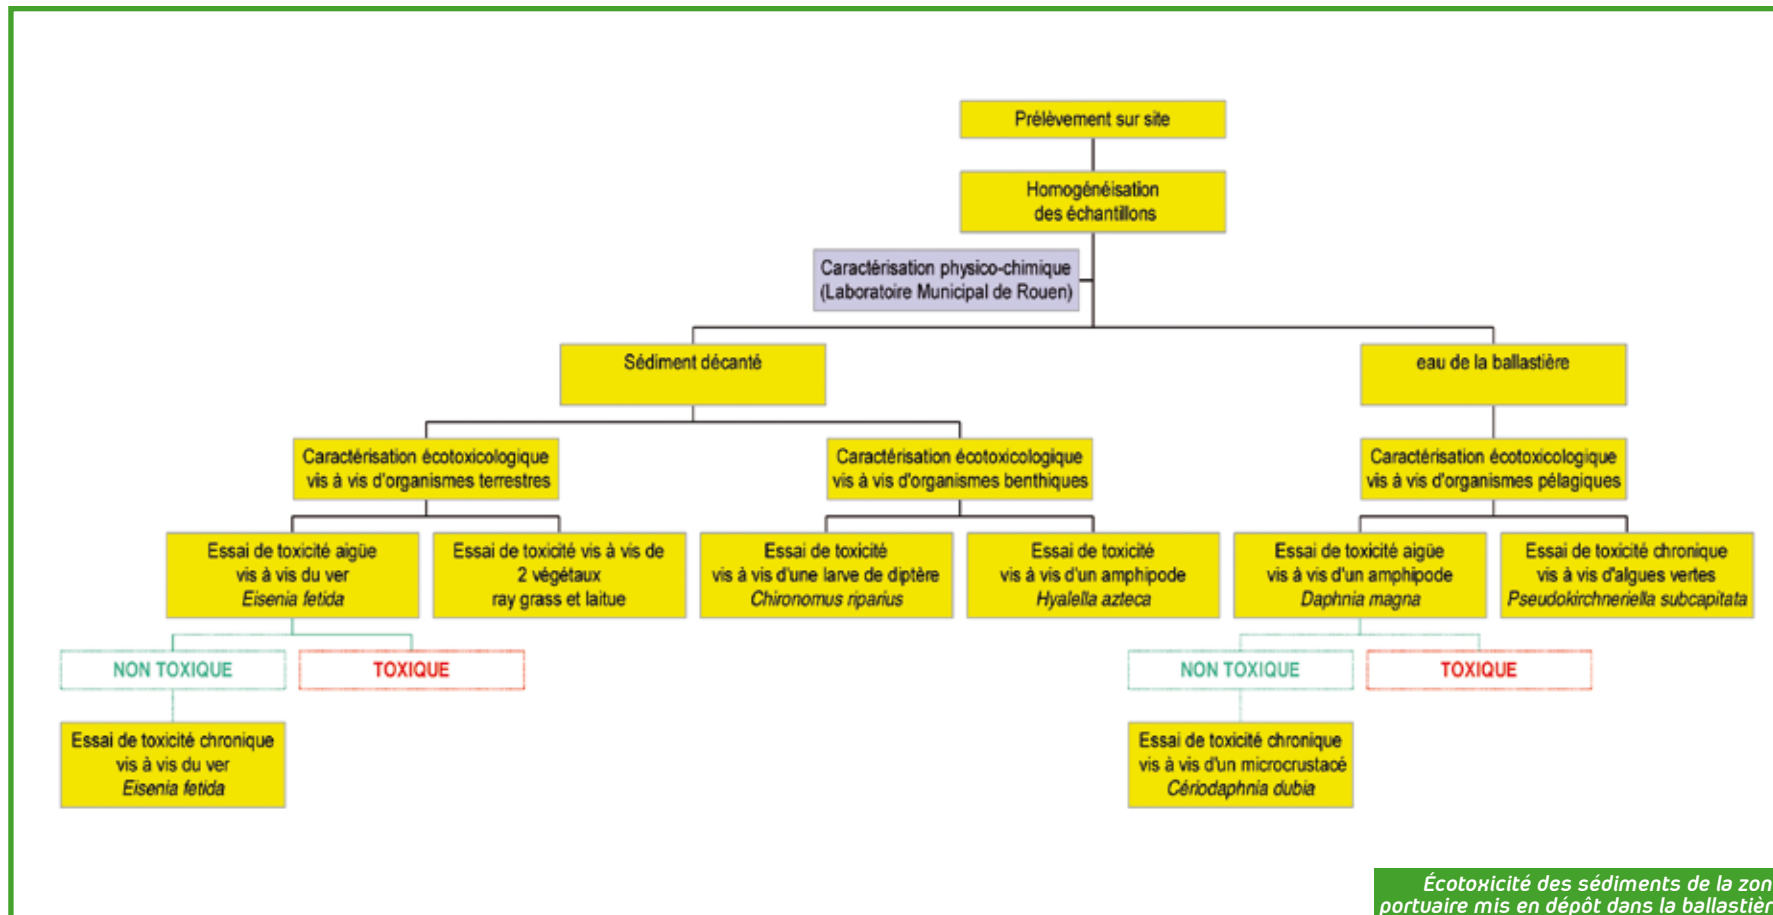 Prélèvement sur site
Homogénéisation
des échantillons
Caractérisation physico-chimique
(Laboratoire Municipal de Rouen)
Sédiment décanté
eau de la ballastière
Caractérisation écotoxicologique
vis à vis d'organismes terrestres
Caractérisation écotoxicologique
vis à vis d'organismes benthiques
Caractérisation écotoxicologique
vis à vis d'organismes pélagiques
Essai de toxicité aigüe
vis à vis du ver
Eisenia fetida
Essai de toxicité vis à vis de
2 végétaux
ray grass et laitue
Essai de toxicité
vis à vis d'une larve de diptère
Chironomus riparius
Essai de toxicité
vis à vis d'un amphipode
Hyalella azteca
Essai de toxicité aigüe
vis à vis d'un amphipode
Daphnia magna
Essai de toxicité chronique
vis à vis d'algues vertes
Pseudokirchneriella subcapitata
NON TOXIQUE
TOXIQUE
NON TOXIQUE
TOXIQUE
Essai de toxicité chronique
vis à vis du ver
Eisenia fetida
Essai de toxicité chronique
vis à vis d'un microcrustacé
Cériodaphnia dubia
Écotoxicité des sédiments de la zon
portuaire mis en dépôt dans la ballastièr